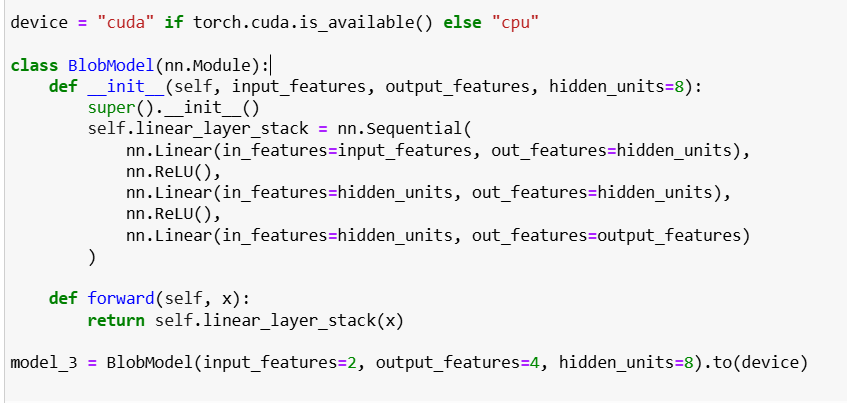 device = "cuda" if torch.cuda.is_available() else "cpu"
class BlobModel(nn.Module):
    def __init__(self, input_features, output_features, hidden_units=8):
        super().__init__()
        self.linear_layer_stack = nn.Sequential(
            nn.Linear(in_features=input_features, out_features=hidden_units),
            nn.ReLU(),
            nn.Linear(in_features=hidden_units, out_features=hidden_units),
            nn.ReLU(),
            nn.Linear(in_features=hidden_units, out_features=output_features)
        )
    def forward(self, x):
        return self.linear_layer_stack(x)
model_3 = BlobModel(input_features=2, output_features=4, hidden_units=8).to(device)